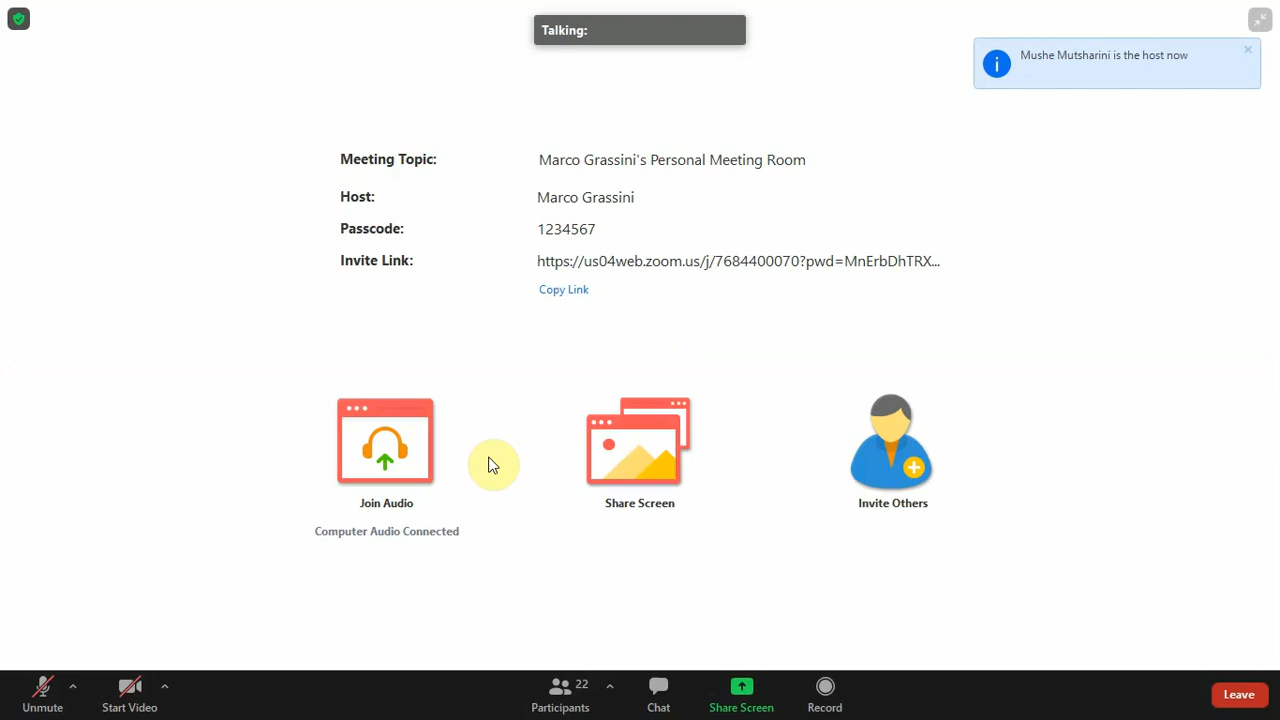 Talking:
Mushe Mutsharini is the host now
Meeting Topic: Marco Grassini's Personal Meeting Room
Host: Marco Grassini
Passcode: 1234567
Invite Link: https://us04web.zoom.us/j/7684400070?pwd=MnErbDhTRX...
Copy Link
Join Audio Share Screen Invite Others
Computer Audio Connected
22
Unmute Start Video Participants Chat Share Screen Record Leave